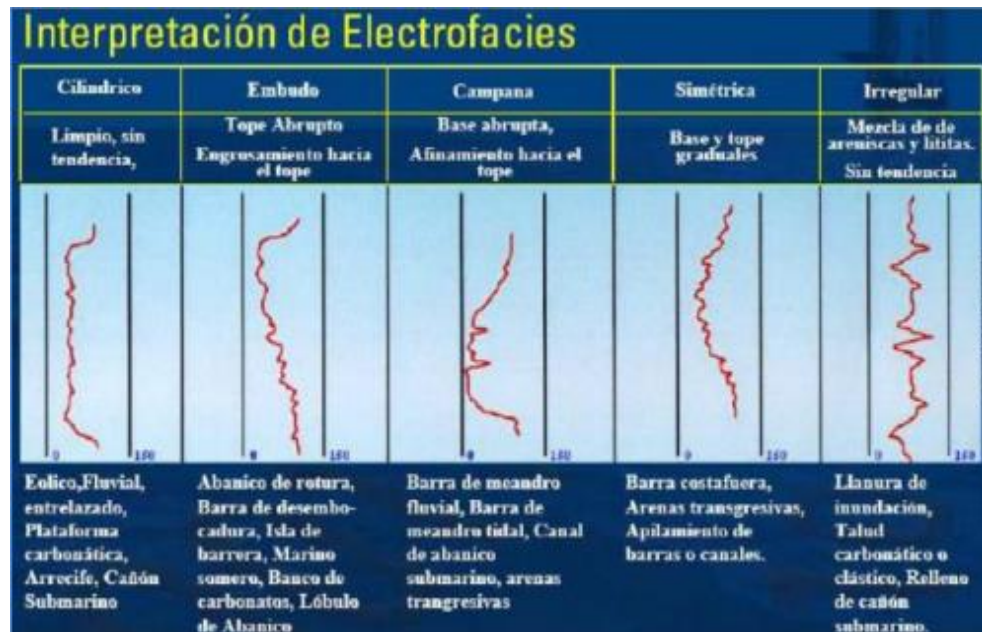 Interpretación de Electrofacies
Cilindrico
Embudo
Campana
Simétrica
Irregular
Limpio, sin
tendencia,
Tope Abrupto
Engrosamiento hacia
el tope
Base abrupta,
Afinamiento hacia el
tope
Base y tope
graduales
Mezcla de de
areniscas y lititas.
Sin tendencia
0 150
0 150
0 150
0 150
0 150
Eolico,Fluvial,
entrelazado,
Plataforma
carbonática,
Arrecife, Cañón
Submarino
Abanico de rotura,
Barra de desembo-
cadura, Isla de
barrera, Marino
somero, Banco de
carbonatos, Lóbulo
de Abanico
Barra de meandro
fluvial, Barra de
meandro tidal, Canal
de abanico
submarino, arenas
trangresivas
Barra costafuera,
Arenas transgresivas,
Apilamiento de
barras o canales.
Llanura de
inundación,
Talud
carbonático o
clástico, Relleno
de cañón
submarino.